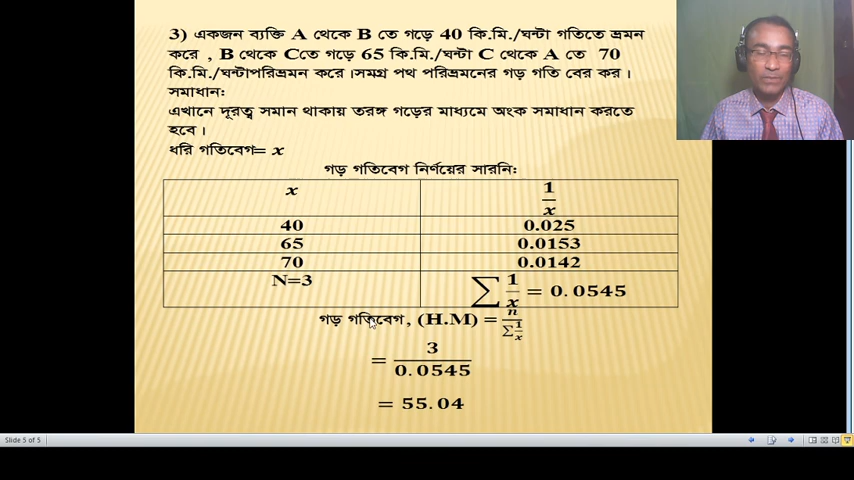 3) একজন ব্যক্তি A থেকে B তে গড়ে 40 কি.মি./ঘন্টা গতিতে ভ্রমন
করে , B থেকে Cতে গড়ে 65 কি.মি./ঘন্টা C থেকে A তে 70
কি.মি./ঘন্টাপরিভ্রমন করে ।সমগ্র পথ পরিভ্রমনের গড় গতি বের কর ।
সমাধান:
এখানে দূরত্ব সমান থাকায় তরঙ্গ গড়ের মাধ্যমে অংক সমাধান করতে
হবে ।
ধরি গতিবেগ= x
গড় গতিবেগ নির্ণয়ের সারনি:
x 1/x
40 0.025
65 0.0153
70 0.0142
N=3 ∑ 1/x = 0.0545
গড় গতিবেগ , (H.M) = n/∑1/x
= 3/0.0545
= 55.04
Slide 5 of 5